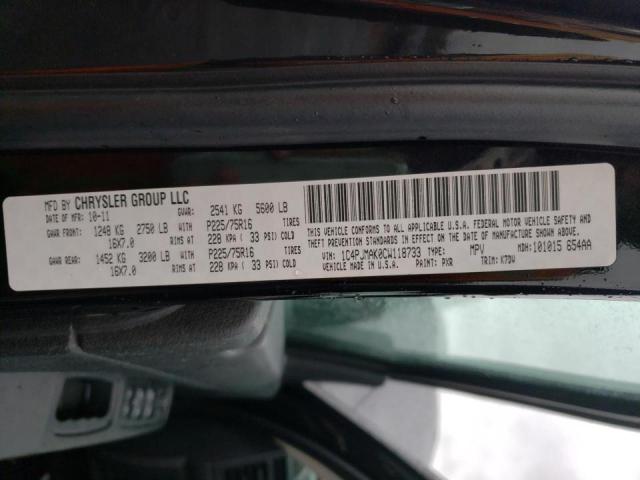 MFD BY CHRYSLER GROUP LLC
DATE OF MFR: 10-11 GVWR: 2541 KG 5600 LB
GAWR FRONT: 1248 KG 2750 LB WITH P225/75R16 TIRES
16X7.0 RIMS AT 228 KPA ( 33 PSI) COLD
GAWR REAR: 1452 KG 3200 LB WITH P225/75R16 TIRES
16X7.0 RIMS AT 228 KPA ( 33 PSI) COLD
THIS VEHICLE CONFORMS TO ALL APPLICABLE U.S.A. FEDERAL MOTOR VEHICLE SAFETY AND
THEFT PREVENTION STANDARDS IN EFFECT ON THE DATE OF MANUFACTURE SHOWN ABOVE.
VIN: 1C4PJMAK0CW118733 TYPE: MPV MDH: 101015 654AA
PAINT: PXR TRIM: K7DW